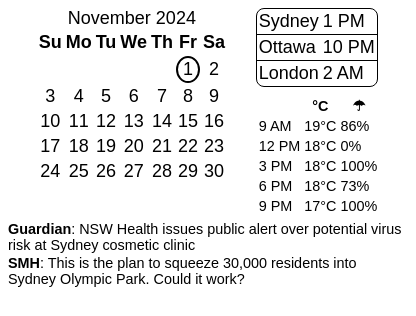 November 2024
Su Mo Tu We Th Fr Sa
1 2
3 4 5 6 7 8 9
10 11 12 13 14 15 16
17 18 19 20 21 22 23
24 25 26 27 28 29 30
Sydney 1 PM
Ottawa 10 PM
London 2 AM
°C ☂
9 AM 19°C 86%
12 PM 18°C 0%
3 PM 18°C 100%
6 PM 18°C 73%
9 PM 17°C 100%
Guardian: NSW Health issues public alert over potential virus
risk at Sydney cosmetic clinic
SMH: This is the plan to squeeze 30,000 residents into
Sydney Olympic Park. Could it work?